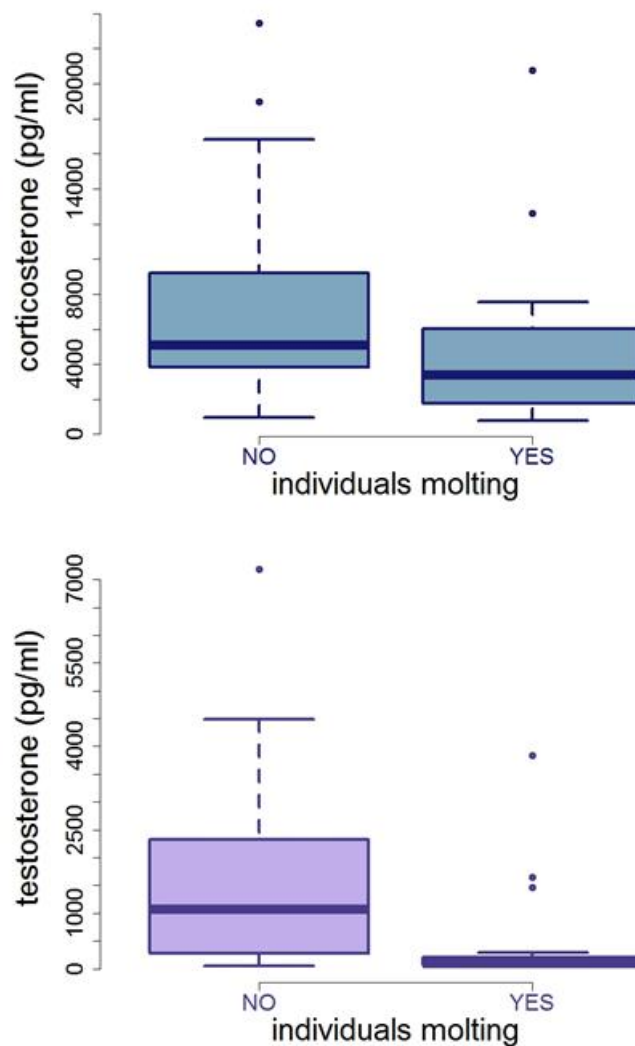 corticosterone (pg/ml)
20000
14000
8000
4000
0
NO YES
individuals molting
testosterone (pg/ml)
7000
5500
4000
2500
1000
0
NO YES
individuals molting